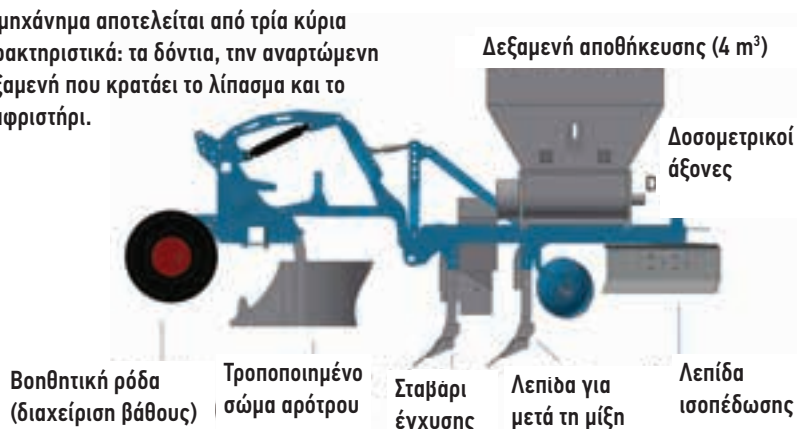 μηχάνημα αποτελείται από τρία κύρια
ρακτηριστικά: τα δόντια, την αναρτώμενη
ξαμενή που κρατάει το λίπασμα και το
φριστήρι.
Δεξαμενή αποθήκευσης (4 m³)
Δοσομετρικοί
άξονες
Βοηθητική ρόδα
(διαχείριση βάθους)
Τροποποιημένο
σώμα αρότρου
Σταβάρι
έγχυσης
Λεπίδα για
μετά τη μίξη
Λεπίδα
ισοπέδωσης